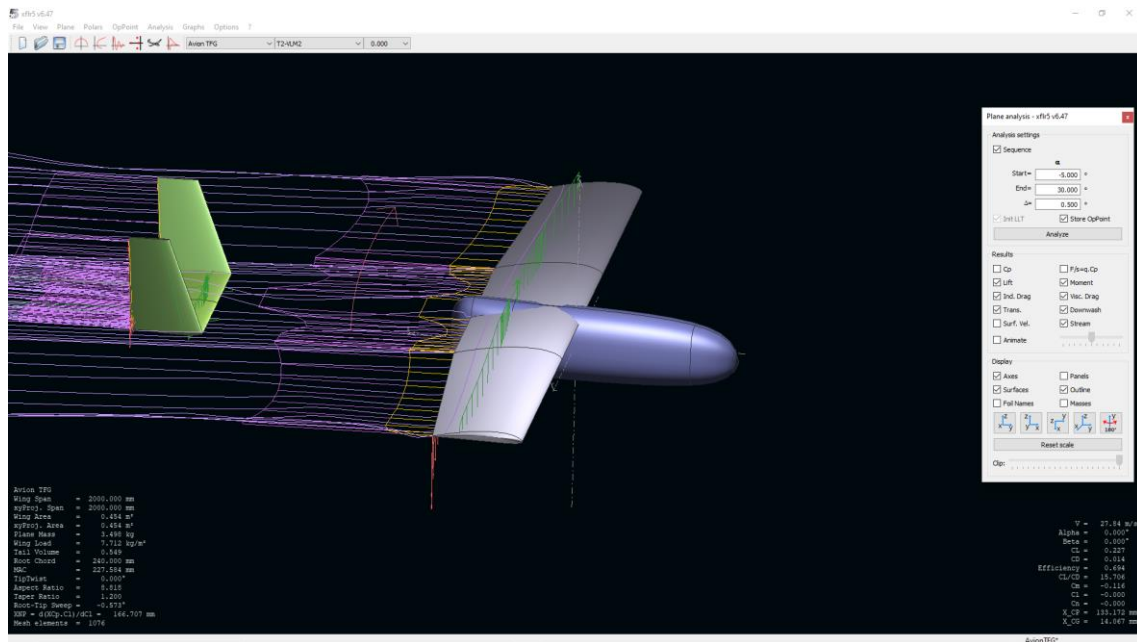 xflr5 v6.47
File View Plane Polars OpPoint Analysis Graphs Options ?
Avion TFG T2-VLM2 0.000
Plane analysis - xflr5 v6.47 x
Analysis settings
Sequence
α
Start= -5.000 °
End= 30.000 °
Δ= 0.500 °
Init LLT Store OpPoint
Analyze
Results
Cp F/s=q.Cp
Lift Moment
Ind. Drag Visc. Drag
Trans. Downwash
Surf. Vel. Stream
Animate
Display
Axes Panels
Surfaces Outline
Foil Names Masses
Reset scale
Clip:
Avion TFG
Wing Span = 2000.000 mm
xyProj. Span = 2000.000 mm
Wing Area = 0.454 m²
xyProj. Area = 0.454 m²
Plane Mass = 3.498 kg
Wing Load = 7.712 kg/m²
Tail Volume = 0.549
Root Chord = 240.000 mm
MAC = 227.584 mm
TipTwist = 0.000°
Aspect Ratio = 8.818
Taper Ratio = 1.200
Root-Tip Sweep = -0.573°
XNP = d(XCp.Cl)/dCl = 166.707 mm
Mesh elements = 1076
V = 27.84 m/s
Alpha = 0.000°
Beta = 0.000°
CL = 0.227
CD = 0.014
Efficiency = 0.694
CL/CD = 15.706
Cm = -0.116
Cl = -0.000
Cn = -0.000
X_CP = 133.172 mm
X_CG = 14.067 mm
AvionTFG*